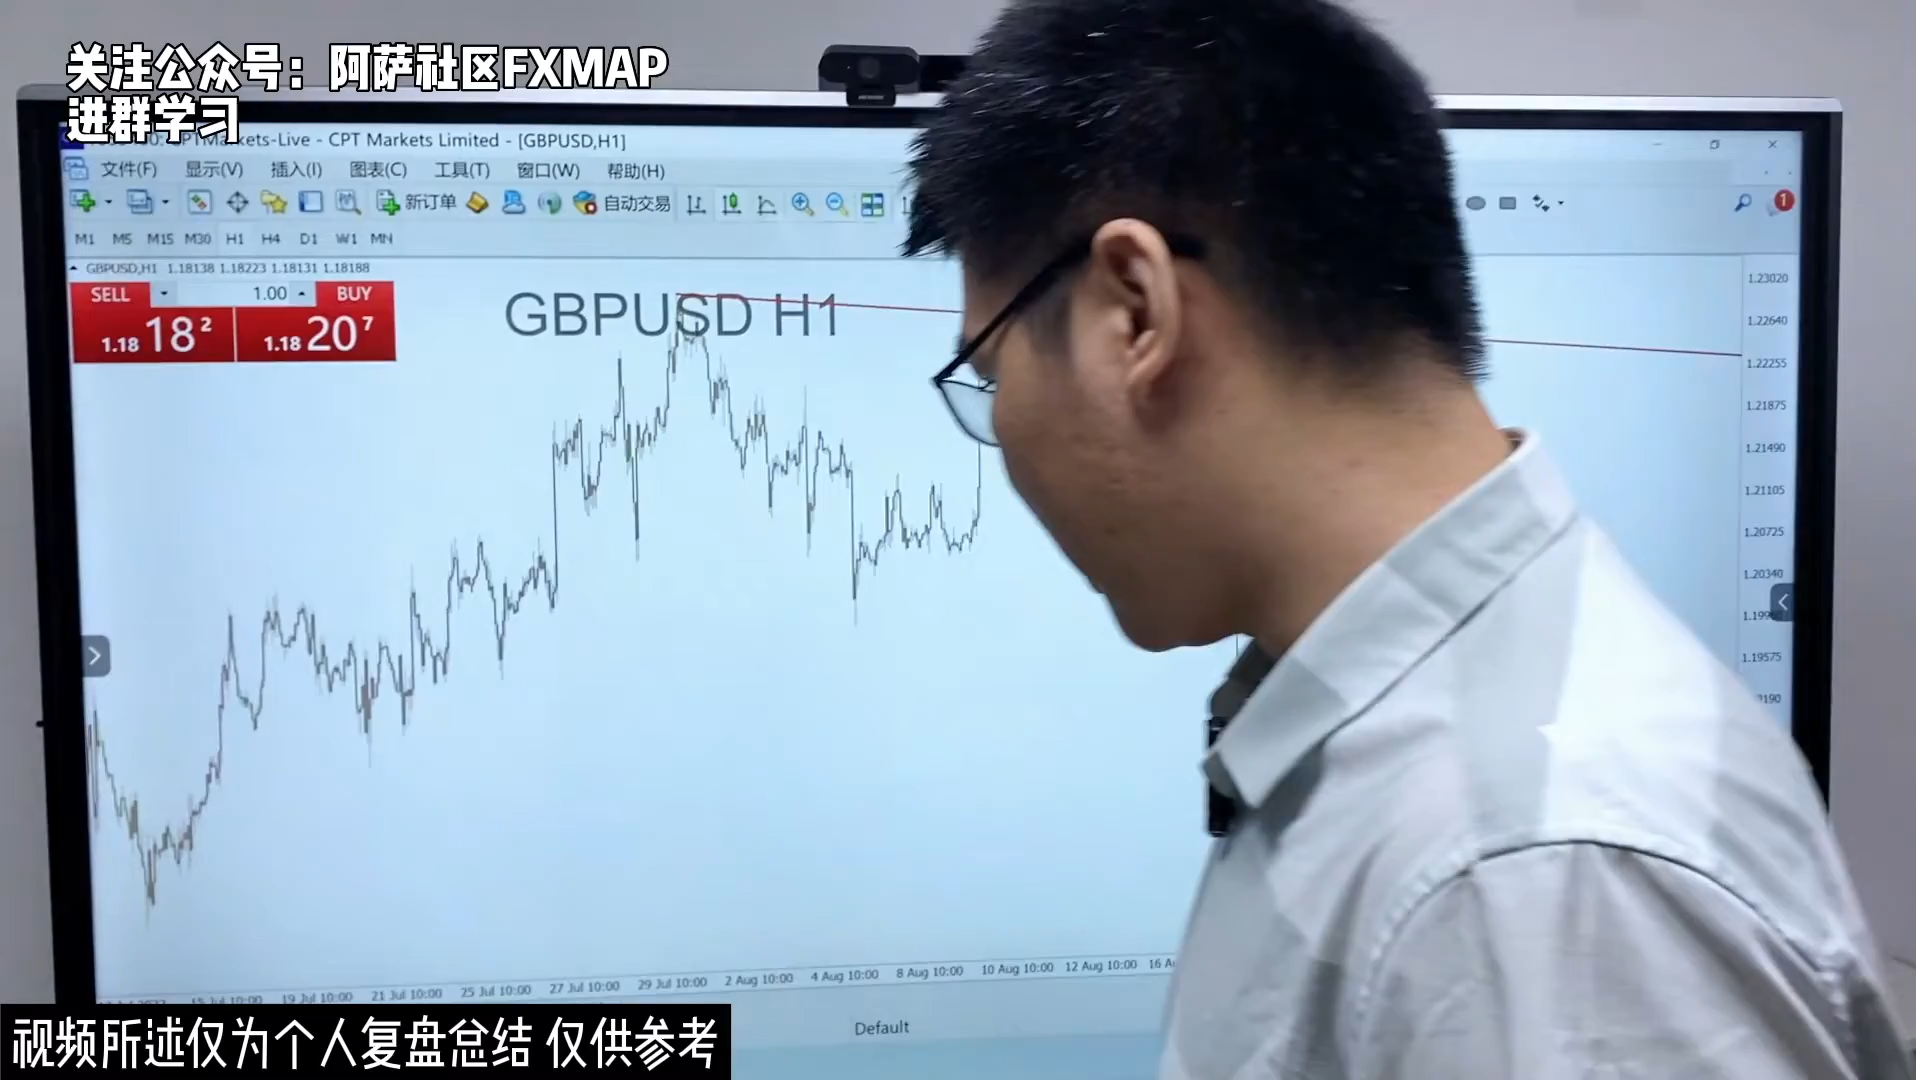 关注公众号：阿萨社区FXMAP
进群学习
Markets-Live - CPT Markets Limited - [GBPUSD,H1]
文件(F) 显示(V) 插入(I) 图表(C) 工具(T) 窗口(W) 帮助(H)
新订单 自动交易
1
M1 M5 M15 M30 H1 H4 D1 W1 MN
GBPUSD,H1 1.18138 1.18223 1.18131 1.18188
SELL 1.00 BUY
1.18 18 2 1.18 20 7
GBPUSD H1
1.23020
1.22640
1.22255
1.21875
1.21490
1.21105
1.20725
1.20340
1.19575
15 Jul 10:00 19 Jul 10:00 21 Jul 10:00 25 Jul 10:00 27 Jul 10:00 29 Jul 10:00 2 Aug 10:00 4 Aug 10:00 8 Aug 10:00 10 Aug 10:00 12 Aug 10:00 16
Default
视频所述仅为个人复盘总结 仅供参考